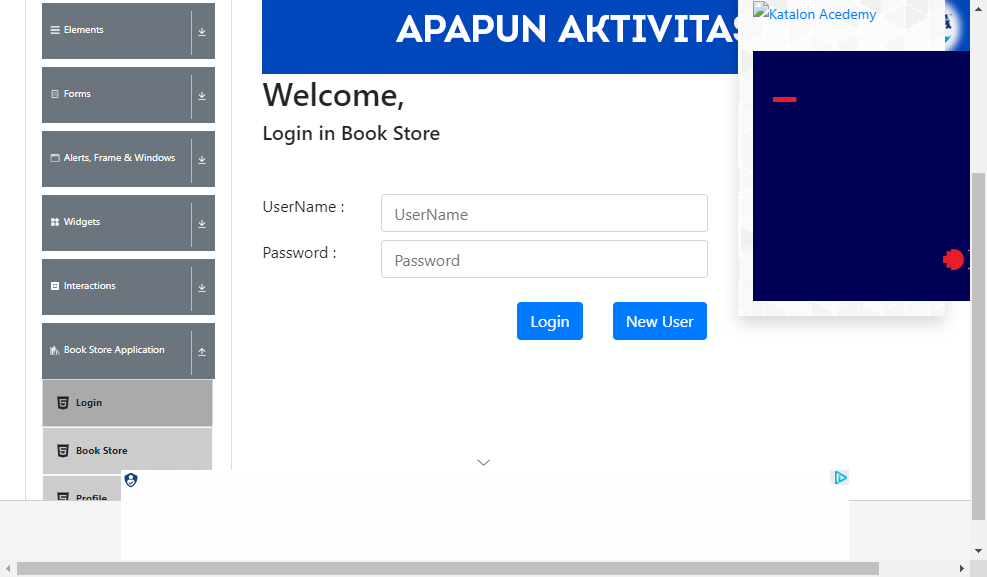 Elements
Forms
Alerts, Frame & Windows
Widgets
Interactions
Book Store Application
Login
Book Store
Profile
APAPUN AKTIVITAS
Welcome,
Login in Book Store
UserName :
UserName
Password :
Password
Login
New User
Katalon Acedemy